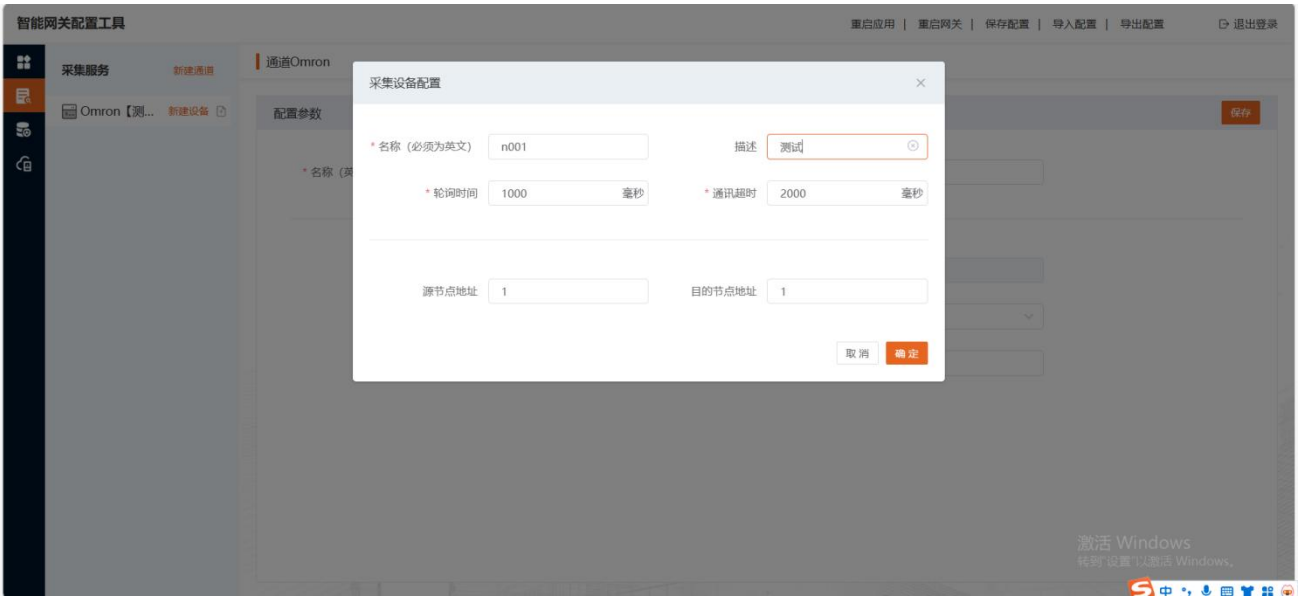 智能网关配置工具
重启应用 | 重启网关 | 保存配置 | 导入配置 | 导出配置 退出登录
采集服务 新建通道
通道Omron
采集设备配置
Omron【测... 新建设备
配置参数
保存
* 名称（必须为英文） n001 描述 测试
* 名称（英
* 轮询时间 1000 毫秒 * 通讯超时 2000 毫秒
源节点地址 1 目的节点地址 1
取消 确定
激活 Windows
转到"设置"以激活 Windows。
中